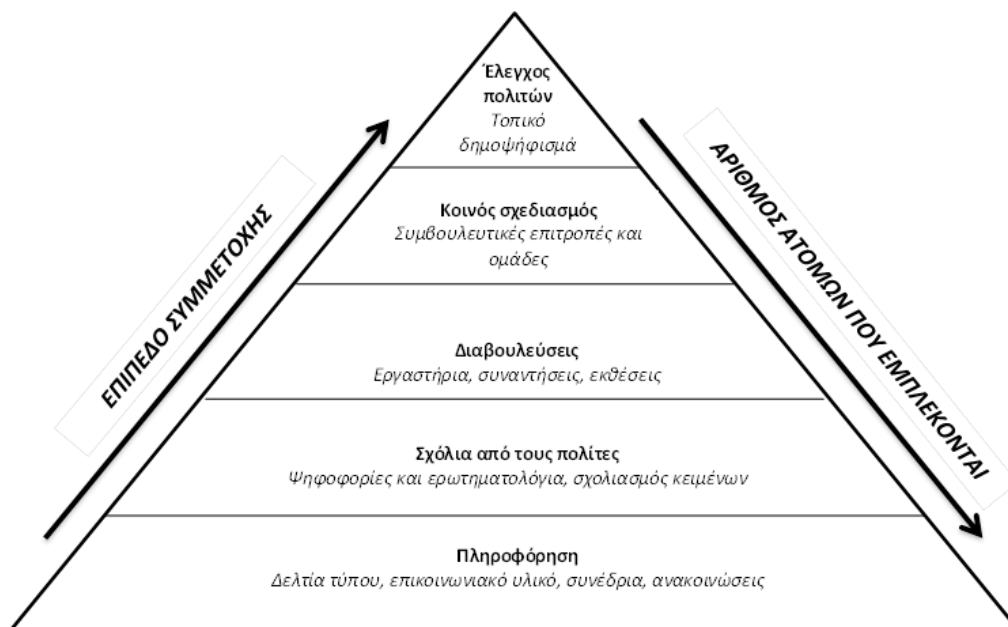 Έλεγχος
πολιτών
Τοπικό
δημοψήφισμά
Κοινός σχεδιασμός
Συμβουλευτικές επιτροπές και
ομάδες
Διαβουλεύσεις
Εργαστήρια, συναντήσεις, εκθέσεις
Σχόλια από τους πολίτες
Ψηφοφορίες και ερωτηματολόγια, σχολιασμός κειμένων
Πληροφόρηση
Δελτία τύπου, επικοινωνιακό υλικό, συνέδρια, ανακοινώσεις
ΕΠΙΠΕΔΟ ΣΥΜΜΕΤΟΧΗΣ
ΑΡΙΘΜΟΣ ΑΤΟΜΩΝ ΠΟΥ ΕΜΠΛΕΚΟΝΤΑΙ